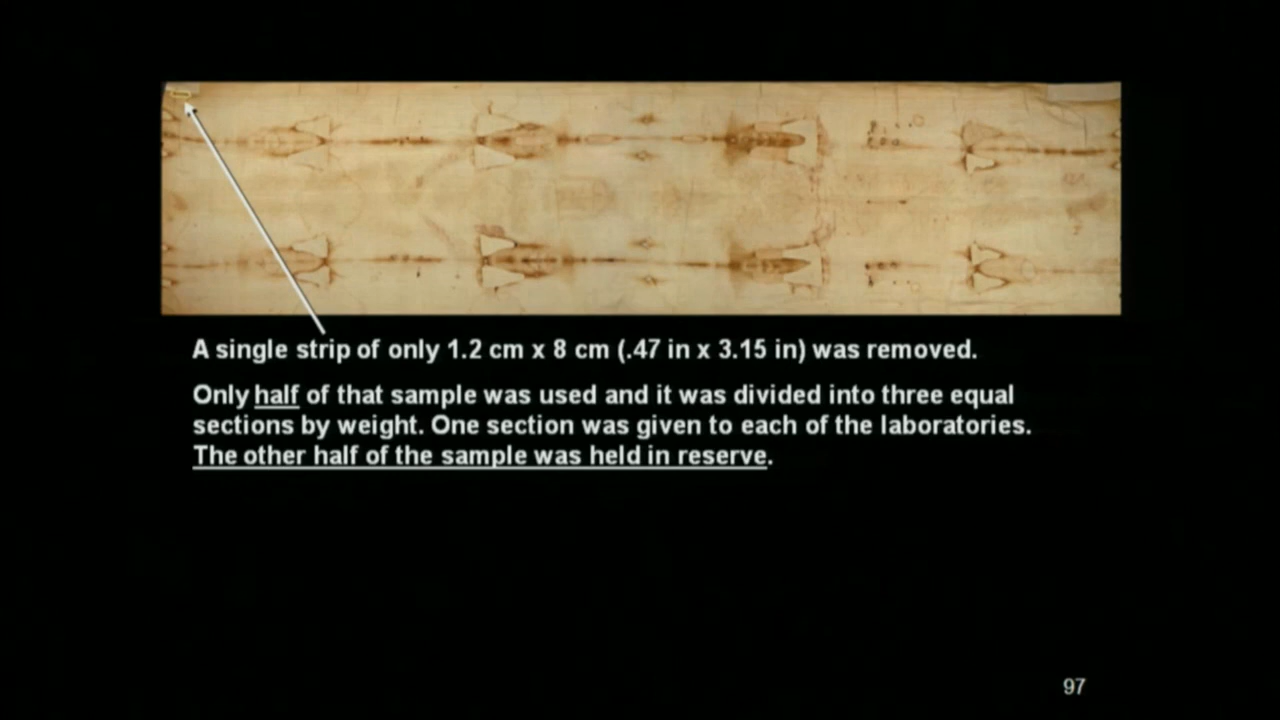 A single strip of only 1.2 cm x 8 cm (.47 in x 3.15 in) was removed.
Only half of that sample was used and it was divided into three equal
sections by weight. One section was given to each of the laboratories.
The other half of the sample was held in reserve.
97